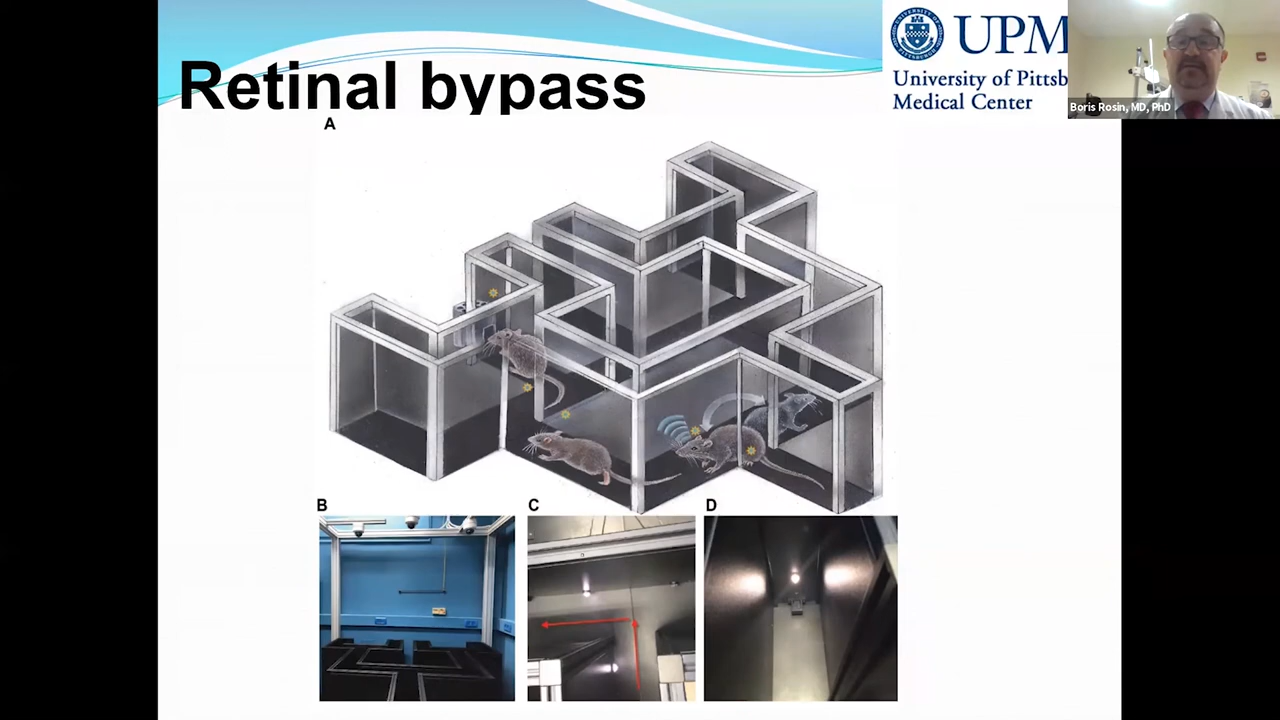 Retinal bypass
UPM
University of Pittsb
Medical Center
Boris Rosin, MD, PhD
A
B
C
D